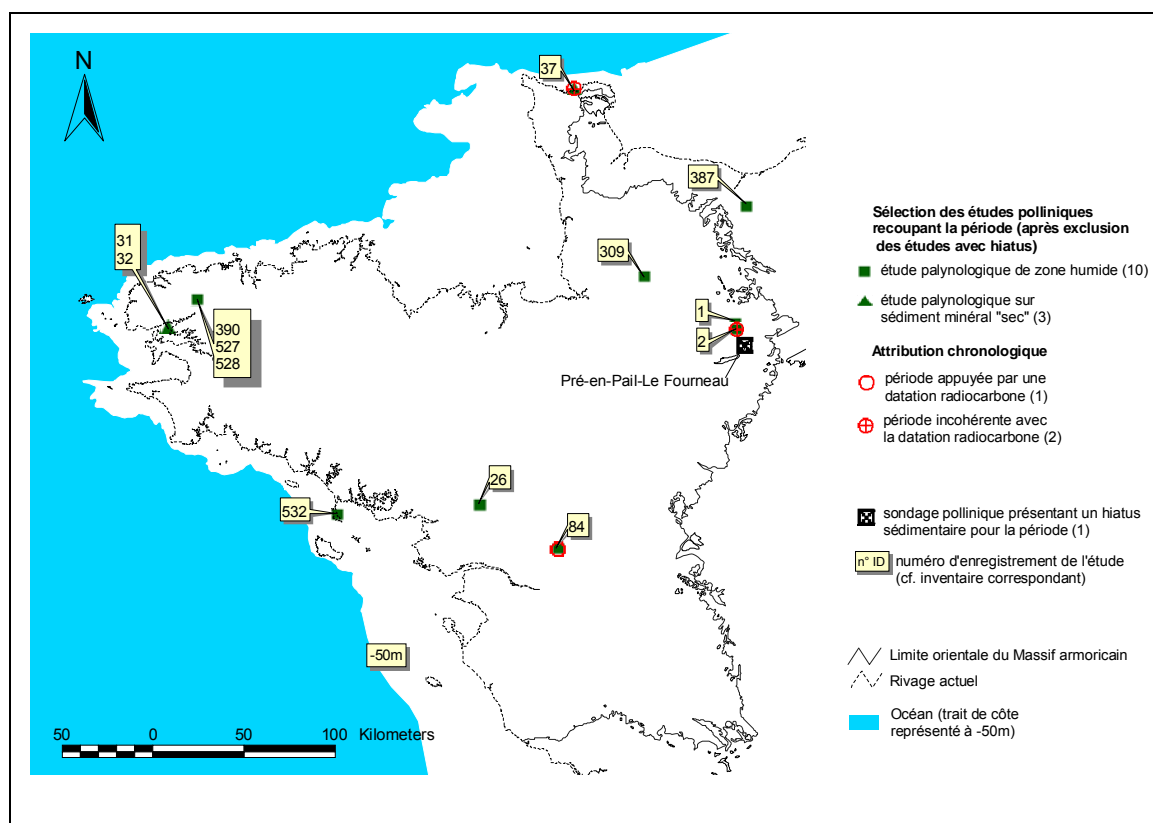 N
37
387
31
32
309
390
527
528
1
2
Pré-en-Pail-Le Fourneau
26
532
84
-50m
50 0 50 100 Kilometers
Sélection des études polliniques
recoupant la période (après exclusion
des études avec hiatus)
étude palynologique de zone humide (10)
étude palynologique sur
sédiment minéral "sec" (3)
Attribution chronologique
période appuyée par une
datation radiocarbone (1)
période incohérente avec
la datation radiocarbone (2)
sondage pollinique présentant un hiatus
sédimentaire pour la période (1)
n° ID numéro d'enregistrement de l'étude
(cf. inventaire correspondant)
Limite orientale du Massif armoricain
Rivage actuel
Océan (trait de côte
représenté à -50m)